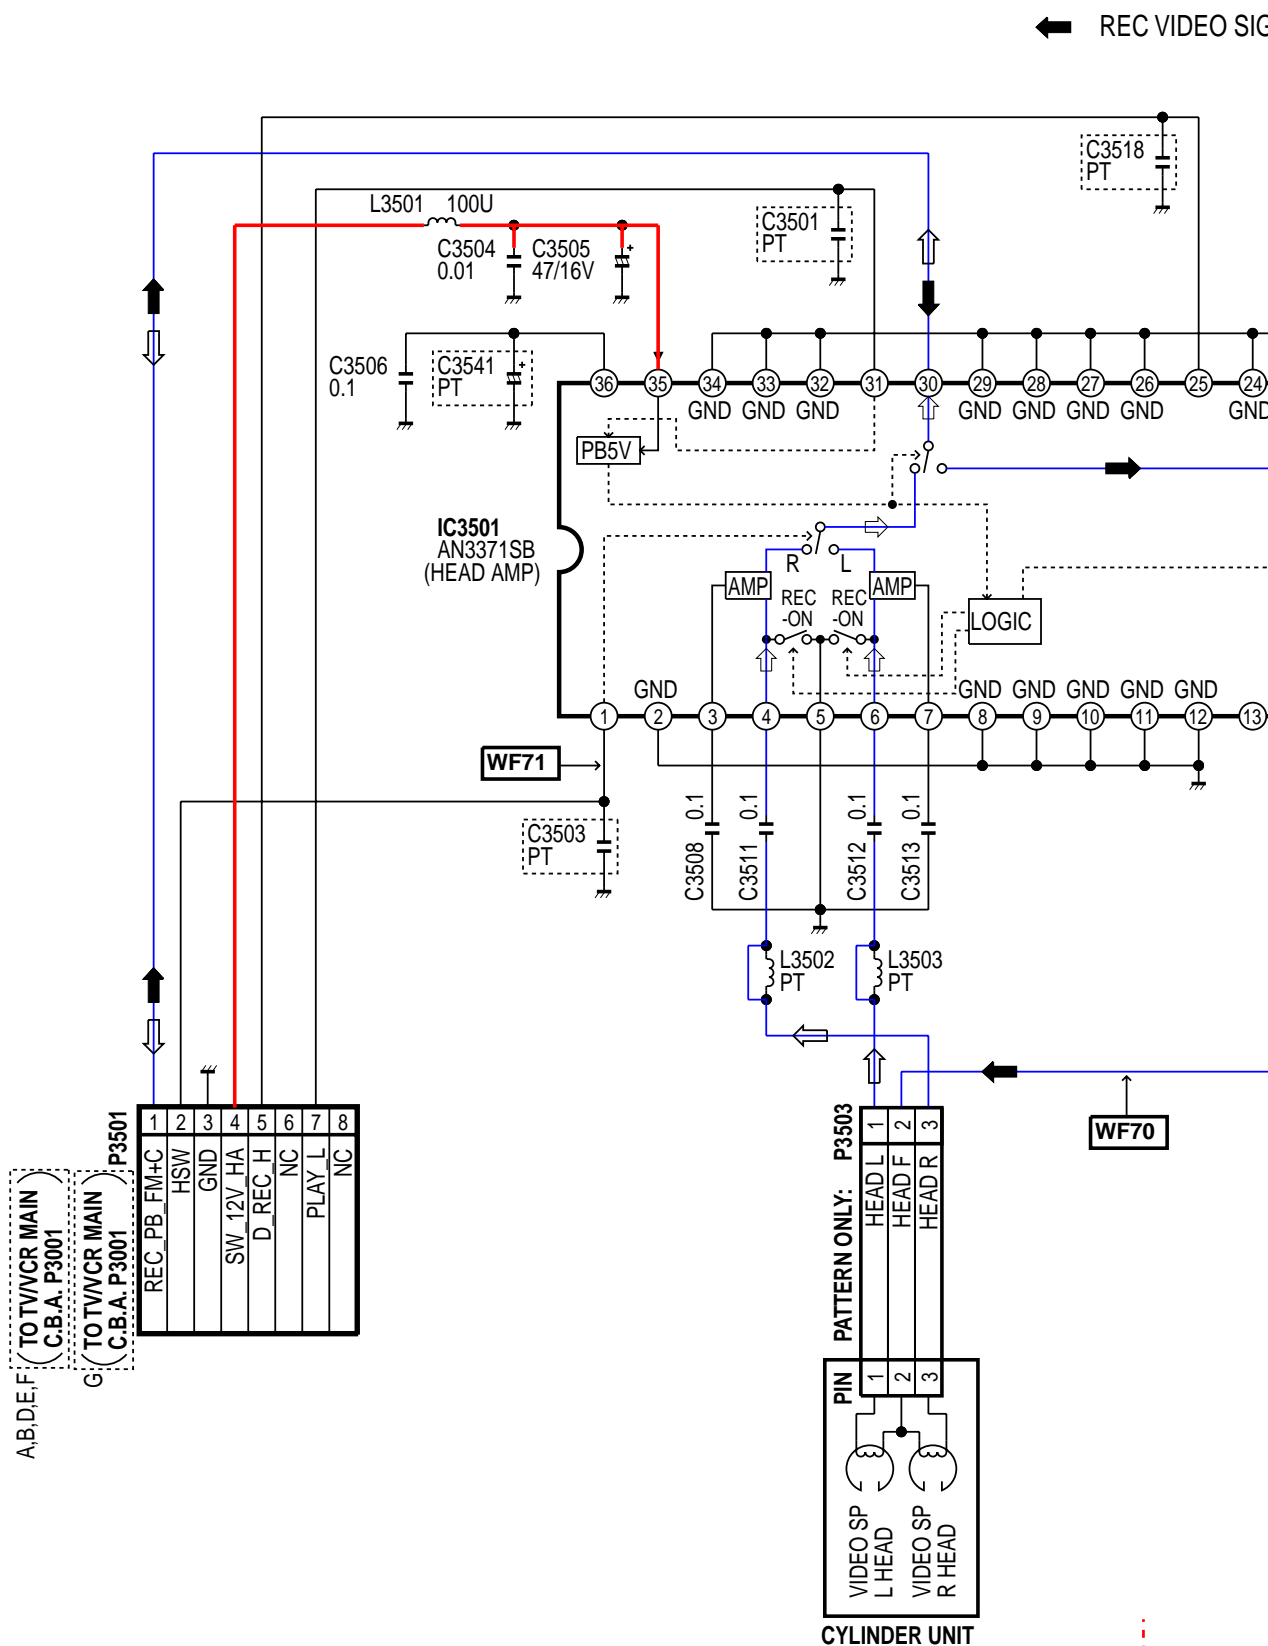 REC VIDEO SIG
C3518
PT
L3501 100U
C3501
PT
C3504
0.01
C3505
47/16V
C3506
0.1
C3541
PT
36 35 34 33 32 31 30 29 28 27 26 25 24
GND GND GND GND GND GND GND GND
PB5V
IC3501
AN3371SB
(HEAD AMP)
R L
AMP AMP
REC
-ON
REC
-ON
LOGIC
GND GND GND GND GND GND
1 2 3 4 5 6 7 8 9 10 11 12 13
WF71
C3503
PT
C3508 0.1
C3511 0.1
C3512 0.1
C3513 0.1
L3502
PT
L3503
PT
WF70
P3501
1 2 3 4 5 6 7 8
REC_PB_FM+C
HSW
GND
SW_12V_HA
D_REC_H
NC
PLAY_L
NC
TO TV/VCR MAIN
C.B.A. P3001
A,B,D,E,F
TO TV/VCR MAIN
C.B.A. P3001
G
PATTERN ONLY: P3503
1 2 3
HEAD L
HEAD F
HEAD R
PIN
1 2 3
VIDEO SP
L HEAD
VIDEO SP
R HEAD
CYLINDER UNIT